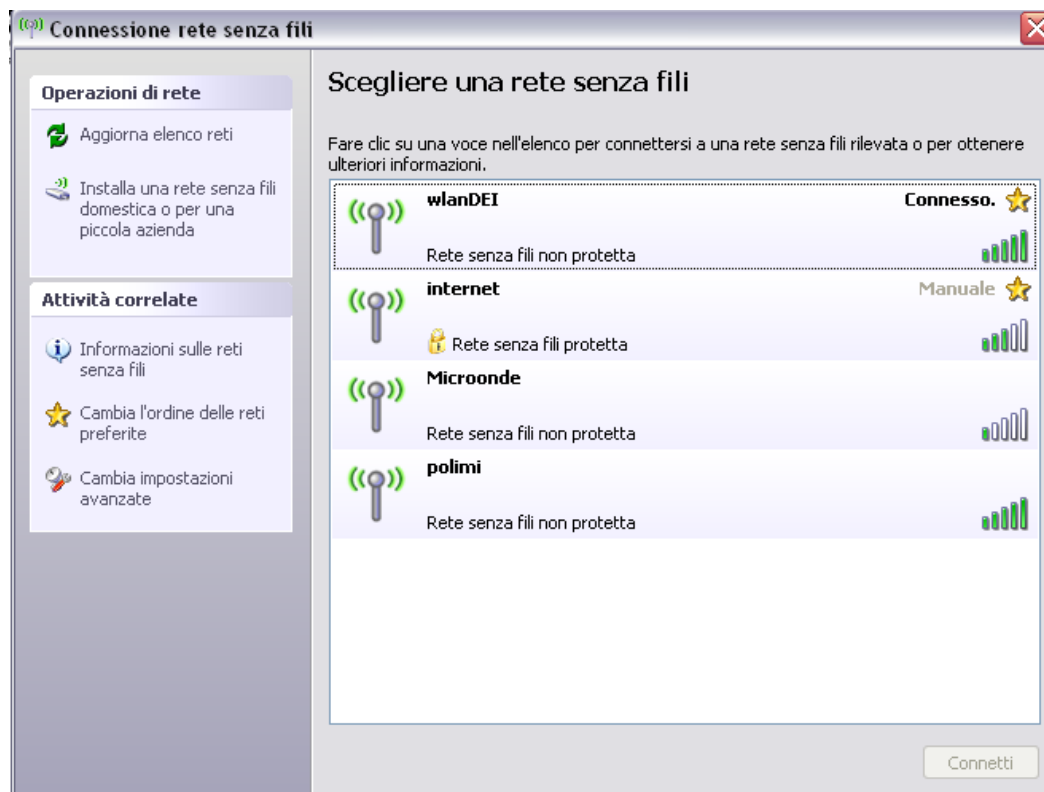 Connessione rete senza fili
Operazioni di rete
Aggiorna elenco reti
Installa una rete senza fili
domestica o per una
piccola azienda
Attività correlate
Informazioni sulle reti
senza fili
Cambia l'ordine delle reti
preferite
Cambia impostazioni
avanzate
Scegliere una rete senza fili
Fare clic su una voce nell'elenco per connettersi a una rete senza fili rilevata o per ottenere
ulteriori informazioni.
wlanDEI Connesso.
Rete senza fili non protetta
internet Manuale
Rete senza fili protetta
Microonde
Rete senza fili non protetta
polimi
Rete senza fili non protetta
Connetti